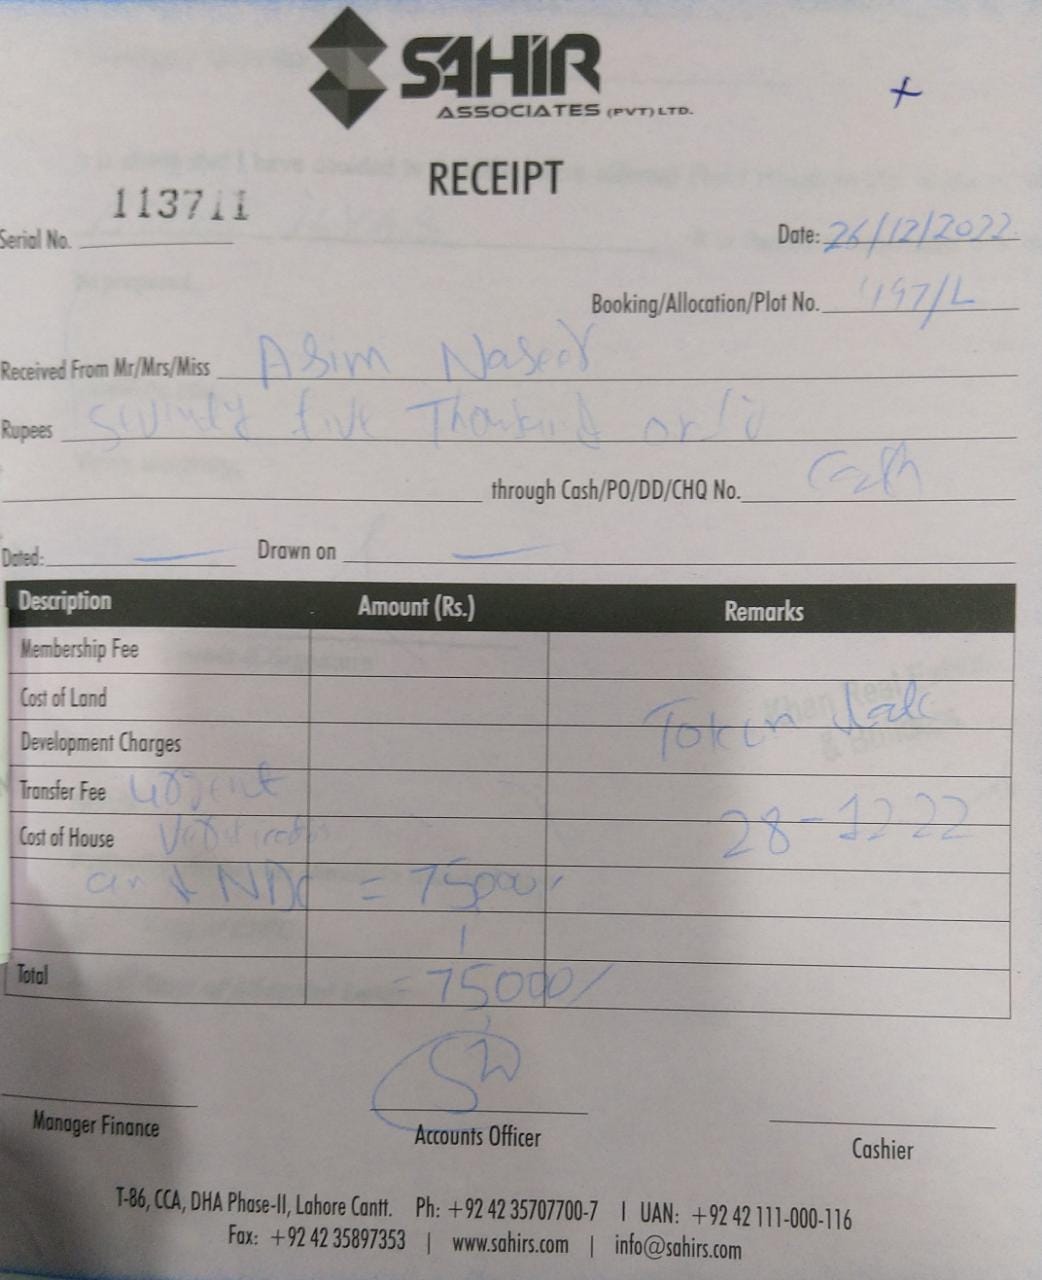 SAHIR
ASSOCIATES (PVT) LTD.
RECEIPT
Serial No. 113711
Date: 26/12/2022
Booking/Allocation/Plot No. 197/L
Received From Mr/Mrs/Miss Asim Naseer
Rupees five Thousand
through Cash/PO/DD/CHQ No. Cash
Dated: — Drawn on —
Description Amount (Rs.) Remarks
Membership Fee
Cost of Land
Token date
Development Charges
Transfer Fee urgent
Cost of House 28-12-22
and NDC = 75000/
Total = 75000/
Manager Finance Accounts Officer Cashier
T-86, CCA, DHA Phase-II, Lahore Cantt. Ph: +92 42 35707700-7 | UAN: +92 42 111-000-116
Fax: +92 42 35897353 | www.sahirs.com | info@sahirs.com